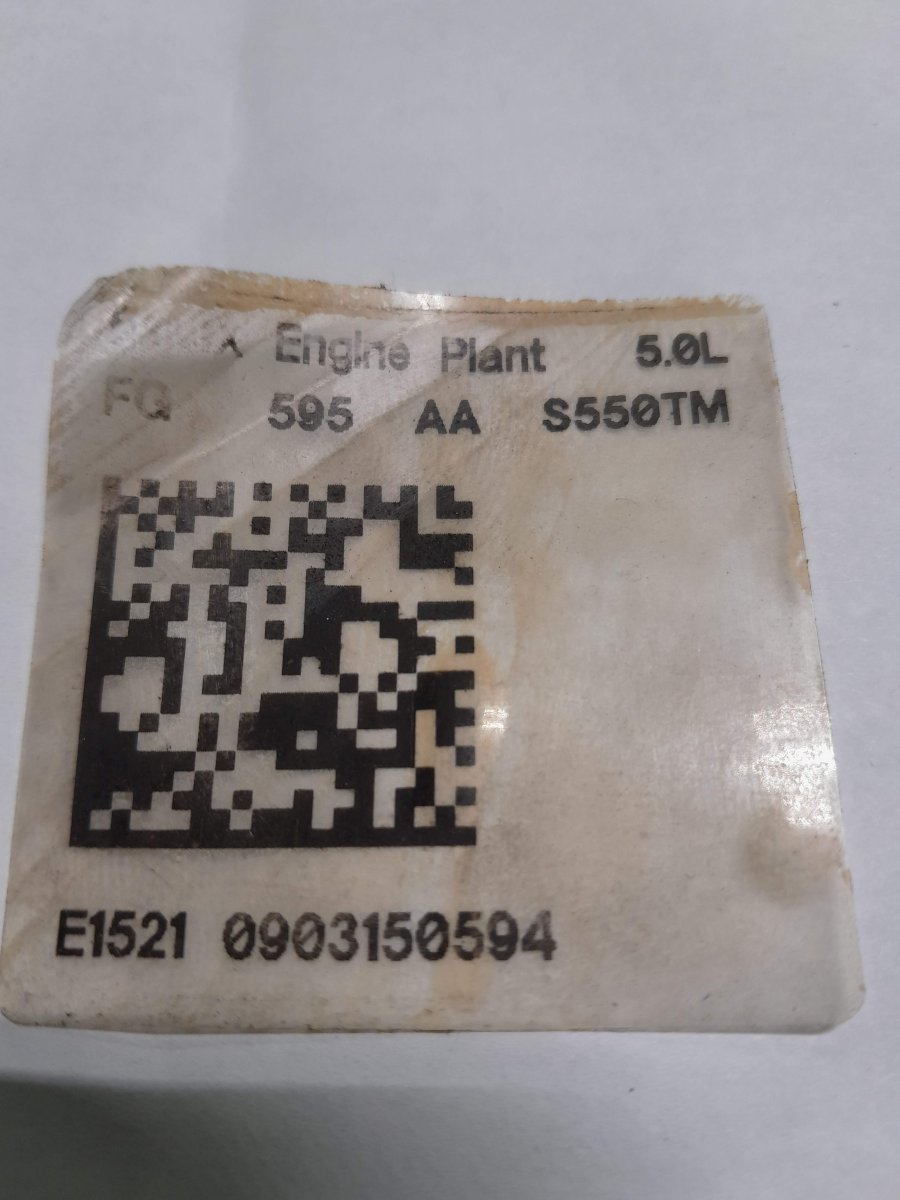 Engine Plant 5.0L
FQ 595 AA S550TM
E1521 0903150594